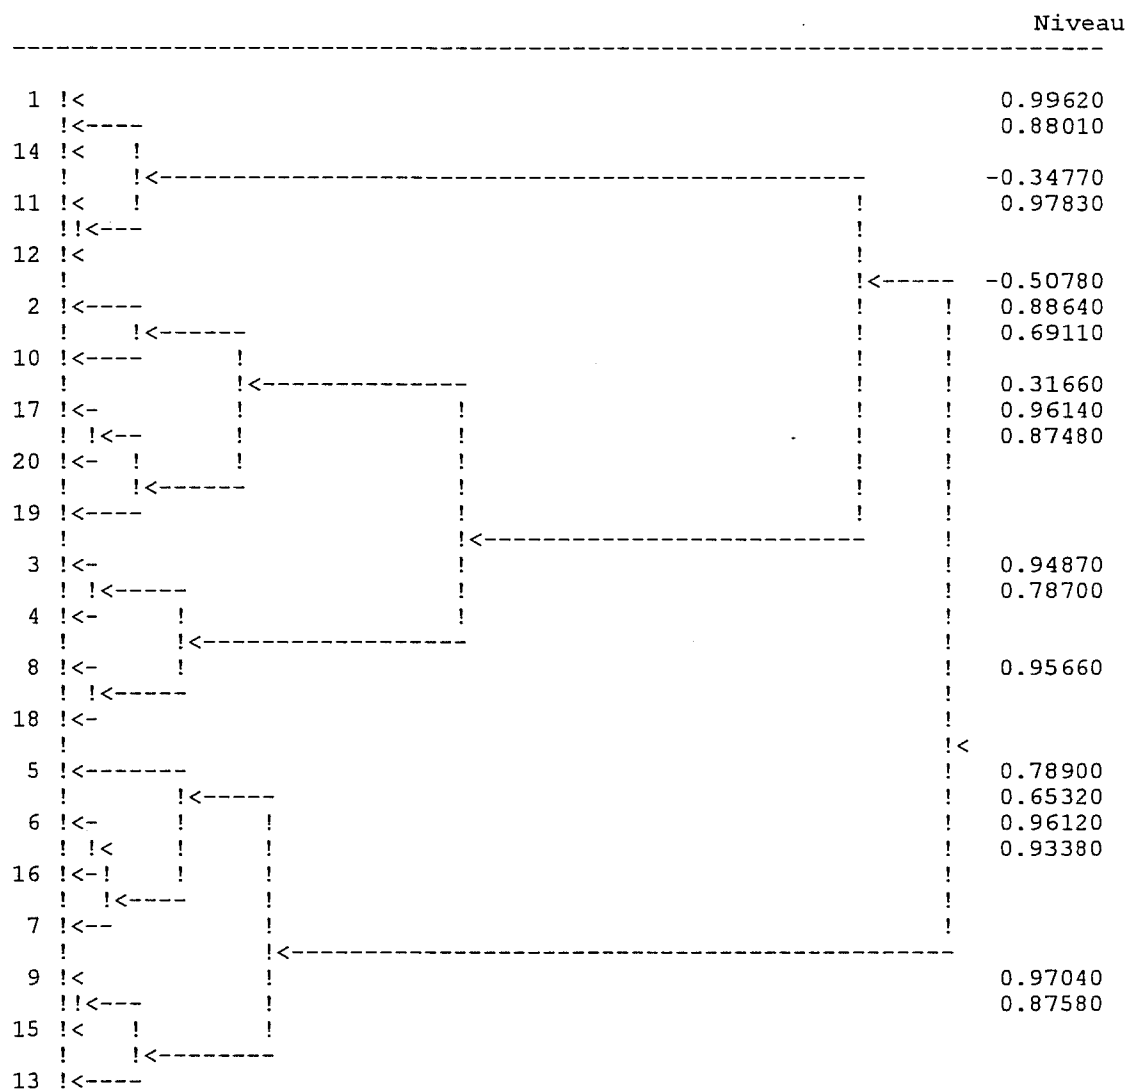 Niveau
--------------------------------------------------------------------------
1 !< 0.99620
!<---- 0.88010
14 !< !
! !<------------------------------------------------ -0.34770
11 !< ! ! 0.97830
!!<--- !
12 !< !
! !<----- -0.50780
2 !<---- ! ! 0.88640
! !<------ ! ! 0.69110
10 !<---- ! ! !
! !<-------------- ! ! 0.31660
17 !<- ! ! ! ! 0.96140
! !<-- ! ! ! ! 0.87480
20 !<- ! ! ! ! !
! !<------ ! ! !
19 !<---- ! ! !
! !<-------------------------- !
3 !<- ! ! 0.94870
! !<----- ! ! 0.78700
4 !<- ! ! !
! !<------------------ !
8 !<- ! ! 0.95660
! !<----- !
18 !<- !
! !<
5 !<------- ! 0.78900
! !<----- ! 0.65320
6 !<- ! ! ! 0.96120
! !< ! ! ! 0.93380
16 !<-! ! ! !
! !<---- ! !
7 !<-- ! !
! !<---------------------------------------------
9 !< ! 0.97040
!!<--- ! 0.87580
15 !< ! !
! !<-------
13 !<----